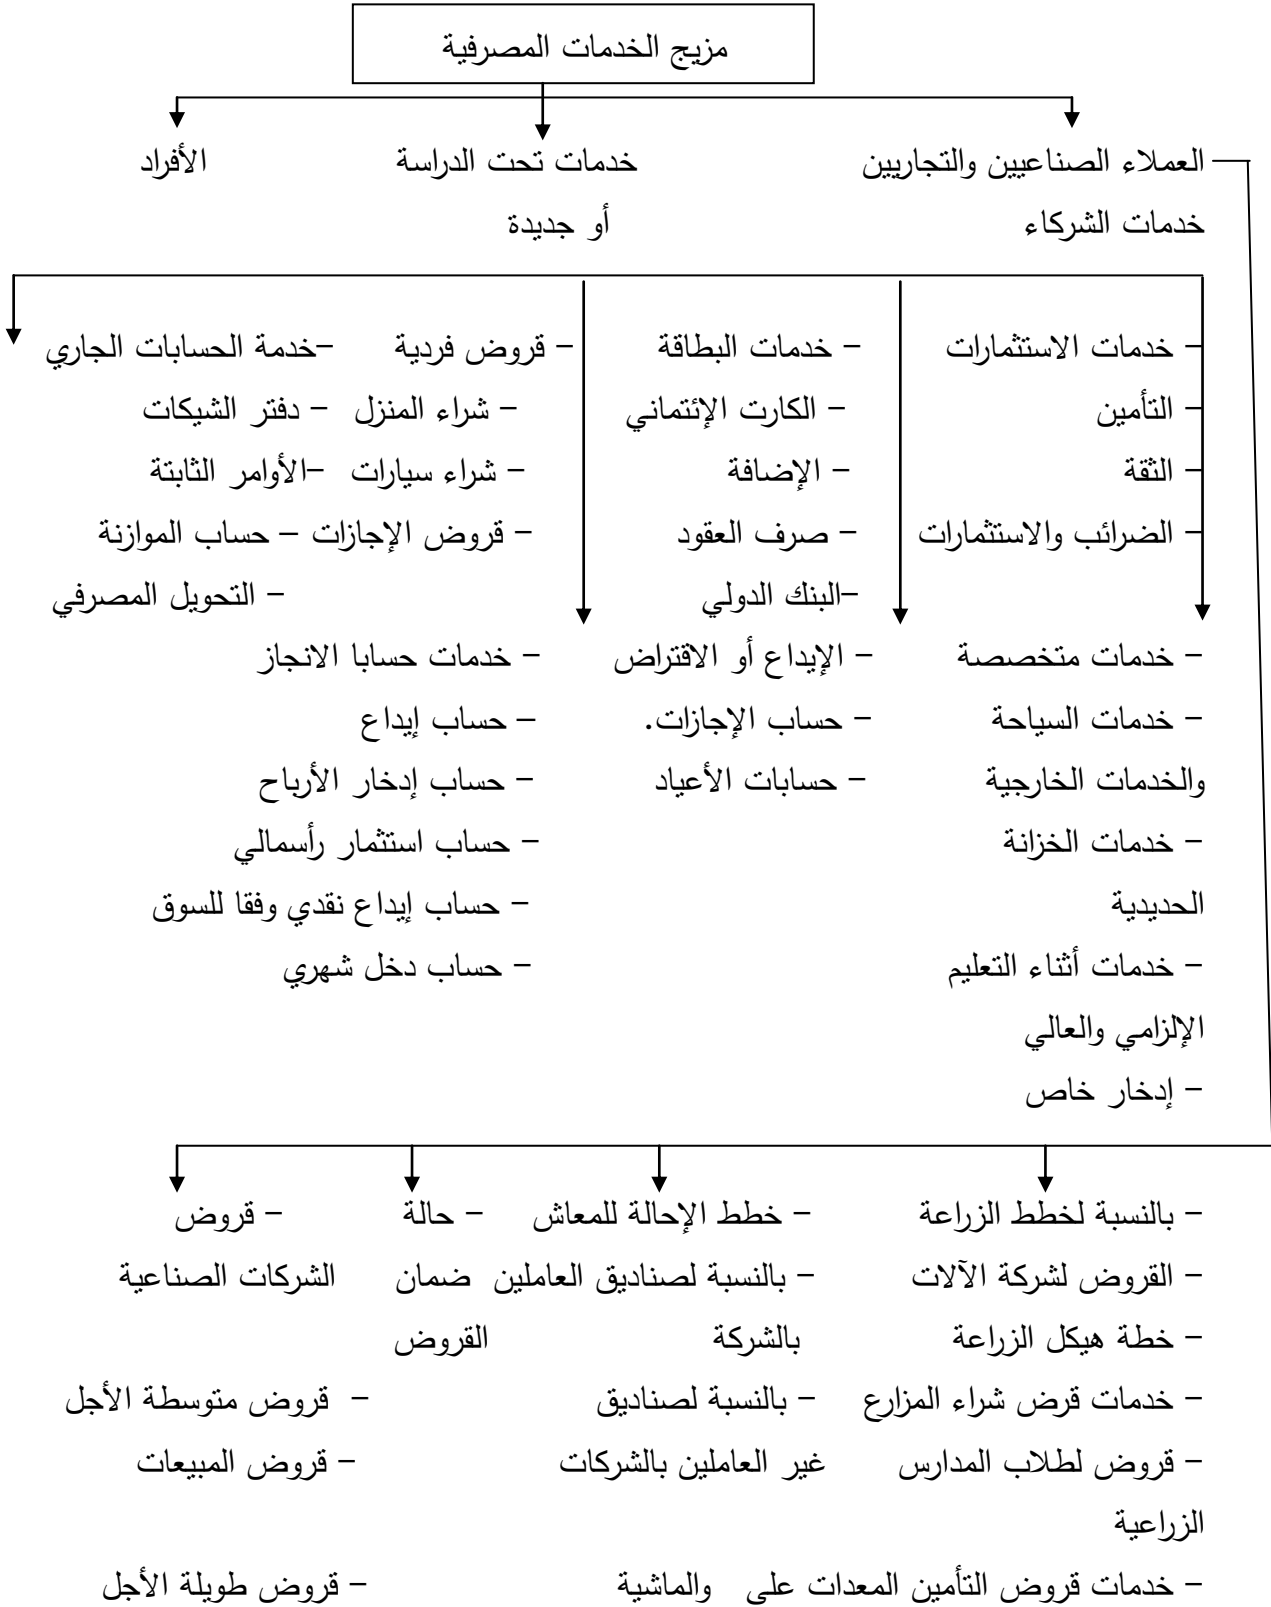 مزيج الخدمات المصرفية
العملاء الصناعيين والتجاريين خدمات تحت الدراسة الأفراد
خدمات الشركاء أو جديدة
– خدمات الاستثمارات – خدمات البطاقة – قروض فردية –خدمة الحسابات الجاري
– التأمين – الكارت الإئتماني – شراء المنزل – دفتر الشيكات
– الثقة – الإضافة – شراء سيارات –الأوامر الثابتة
– الضرائب والاستثمارات – صرف العقود – قروض الإجازات – حساب الموازنة
–البنك الدولي – التحويل المصرفي
– خدمات متخصصة – الإيداع أو الاقتراض – خدمات حسابا الانجاز
– خدمات السياحة – حساب الإجازات. – حساب إيداع
والخدمات الخارجية – حسابات الأعياد – حساب إدخار الأرباح
– خدمات الخزانة – حساب استثمار رأسمالي
الحديدية – حساب إيداع نقدي وفقا للسوق
– خدمات أثناء التعليم – حساب دخل شهري
الإلزامي والعالي
– إدخار خاص
– بالنسبة لخطط الزراعة – خطط الإحالة للمعاش – حالة – قروض
– القروض لشركة الآلات – بالنسبة لصناديق العاملين ضمان الشركات الصناعية
– خطة هيكل الزراعة بالشركة القروض
– خدمات قرض شراء المزارع – بالنسبة لصناديق – قروض متوسطة الأجل
– قروض لطلاب المدارس غير العاملين بالشركات – قروض المبيعات
الزراعية
– خدمات قروض التأمين المعدات على والماشية – قروض طويلة الأجل